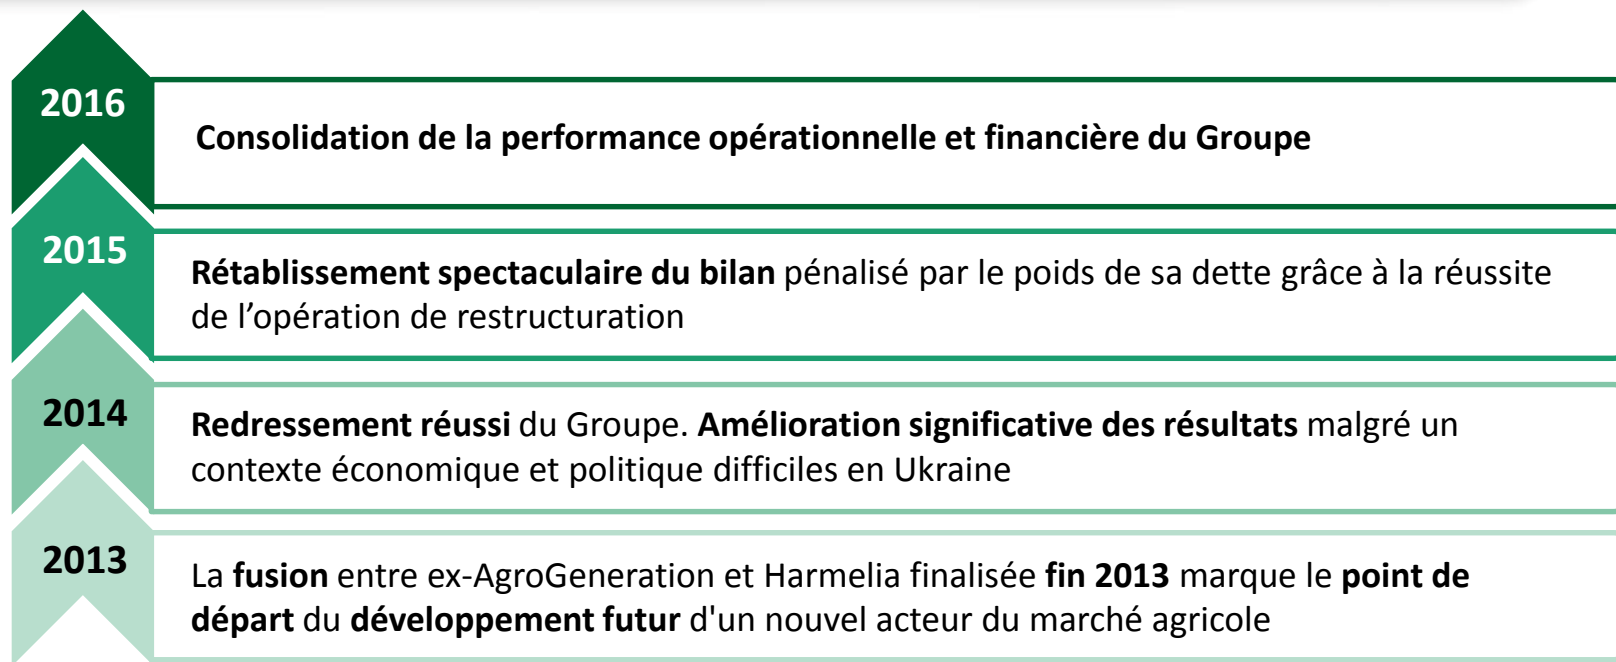 2016
Consolidation de la performance opérationnelle et financière du Groupe
2015
Rétablissement spectaculaire du bilan pénalisé par le poids de sa dette grâce à la réussite
de l’opération de restructuration
2014
Redressement réussi du Groupe. Amélioration significative des résultats malgré un
contexte économique et politique difficiles en Ukraine
2013
La fusion entre ex-AgroGeneration et Harmelia finalisée fin 2013 marque le point de
départ du développement futur d'un nouvel acteur du marché agricole